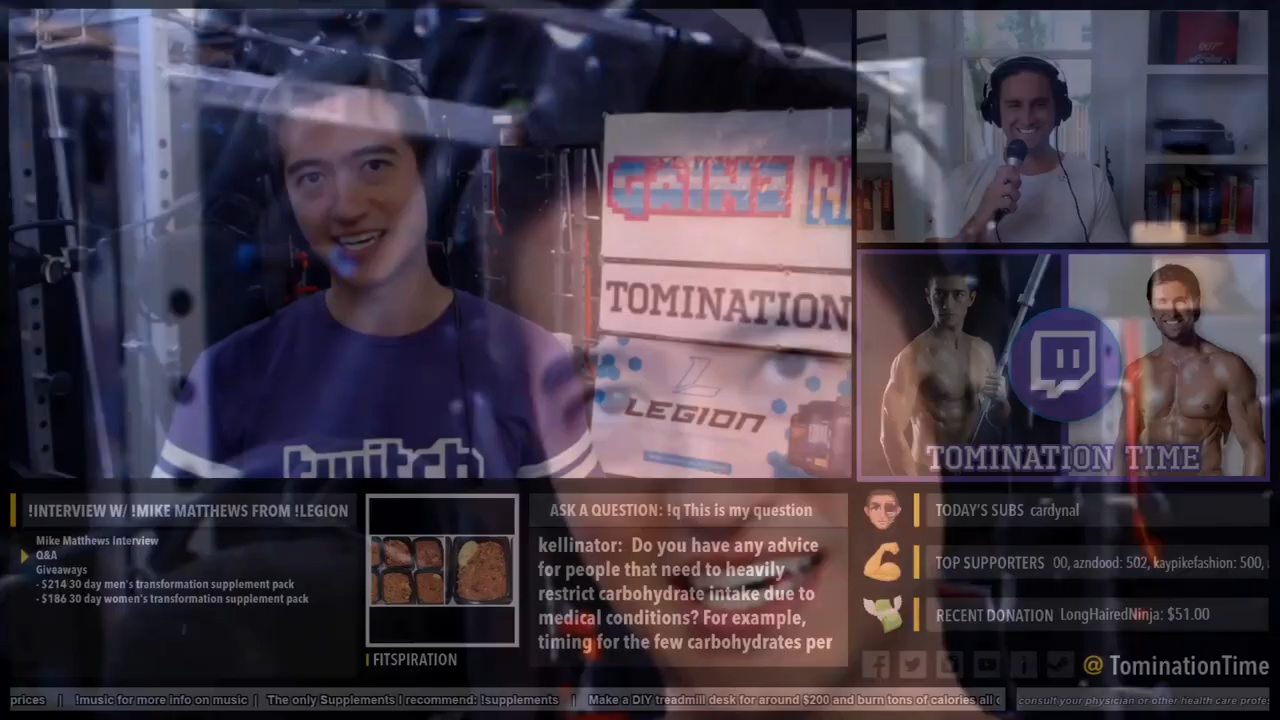 007
GAINZ
TOMINATION
LEGION
twitch
TOMINATION TIME
!INTERVIEW W/ !MIKE MATTHEWS FROM !LEGION
Mike Matthews Interview
Q&A
Giveaways
- $214 30 day men's transformation supplement pack
- $186 30 day women's transformation supplement pack
FITSPIRATION
ASK A QUESTION: !q This is my question
kellinator: Do you have any advice
for people that need to heavily
restrict carbohydrate intake due to
medical conditions? For example,
timing for the few carbohydrates per
TODAY'S SUBS cardynal
TOP SUPPORTERS 00, azndood: 502, kaypikefashion: 500,
RECENT DONATION LongHairedNinja: $51.00
@ TominationTime
prices | !music for more info on music | The only Supplements I recommend: !supplements || Make a DIY treadmill desk for around $200 and burn tons of calories all
consult your physician or other health care profe